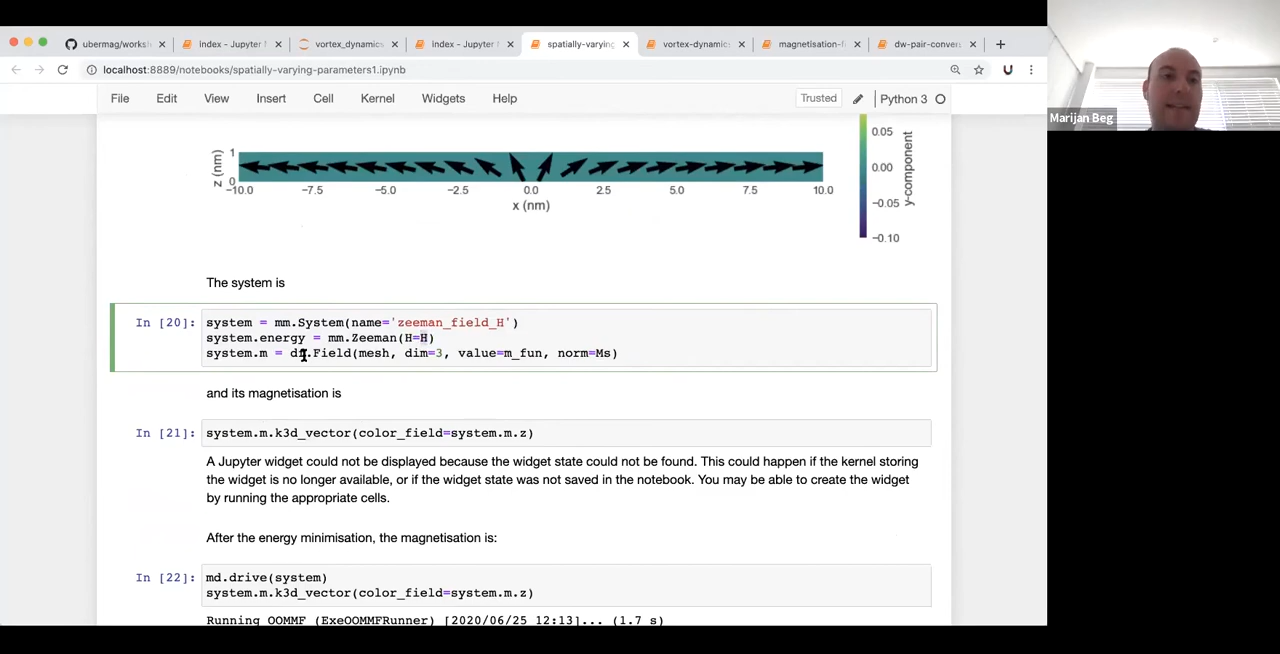 ubermag/worksh
index - Jupyter f
vortex_dynamics
index - Jupyter f
spatially-varying
vortex-dynamics
magnetisation-f
dw-pair-conver
localhost:8889/notebooks/spatially-varying-parameters1.ipynb
File Edit View Insert Cell Kernel Widgets Help
Trusted
Python 3
Marijan Beg
0.05
0.00
−0.05
−0.10
y-component
z (nm)
1
0
−10.0 −7.5 −5.0 −2.5 0.0 2.5 5.0 7.5 10.0
x (nm)
The system is
In [20]: system = mm.System(name='zeeman_field_H')
system.energy = mm.Zeeman(H=H)
system.m = df.Field(mesh, dim=3, value=m_fun, norm=Ms)
and its magnetisation is
In [21]: system.m.k3d_vector(color_field=system.m.z)
A Jupyter widget could not be displayed because the widget state could not be found. This could happen if the kernel storing
the widget is no longer available, or if the widget state was not saved in the notebook. You may be able to create the widget
by running the appropriate cells.
After the energy minimisation, the magnetisation is:
In [22]: md.drive(system)
system.m.k3d_vector(color_field=system.m.z)
Running OOMMF (ExeOOMMFRunner) [2020/06/25 12:13]... (1.7 s)